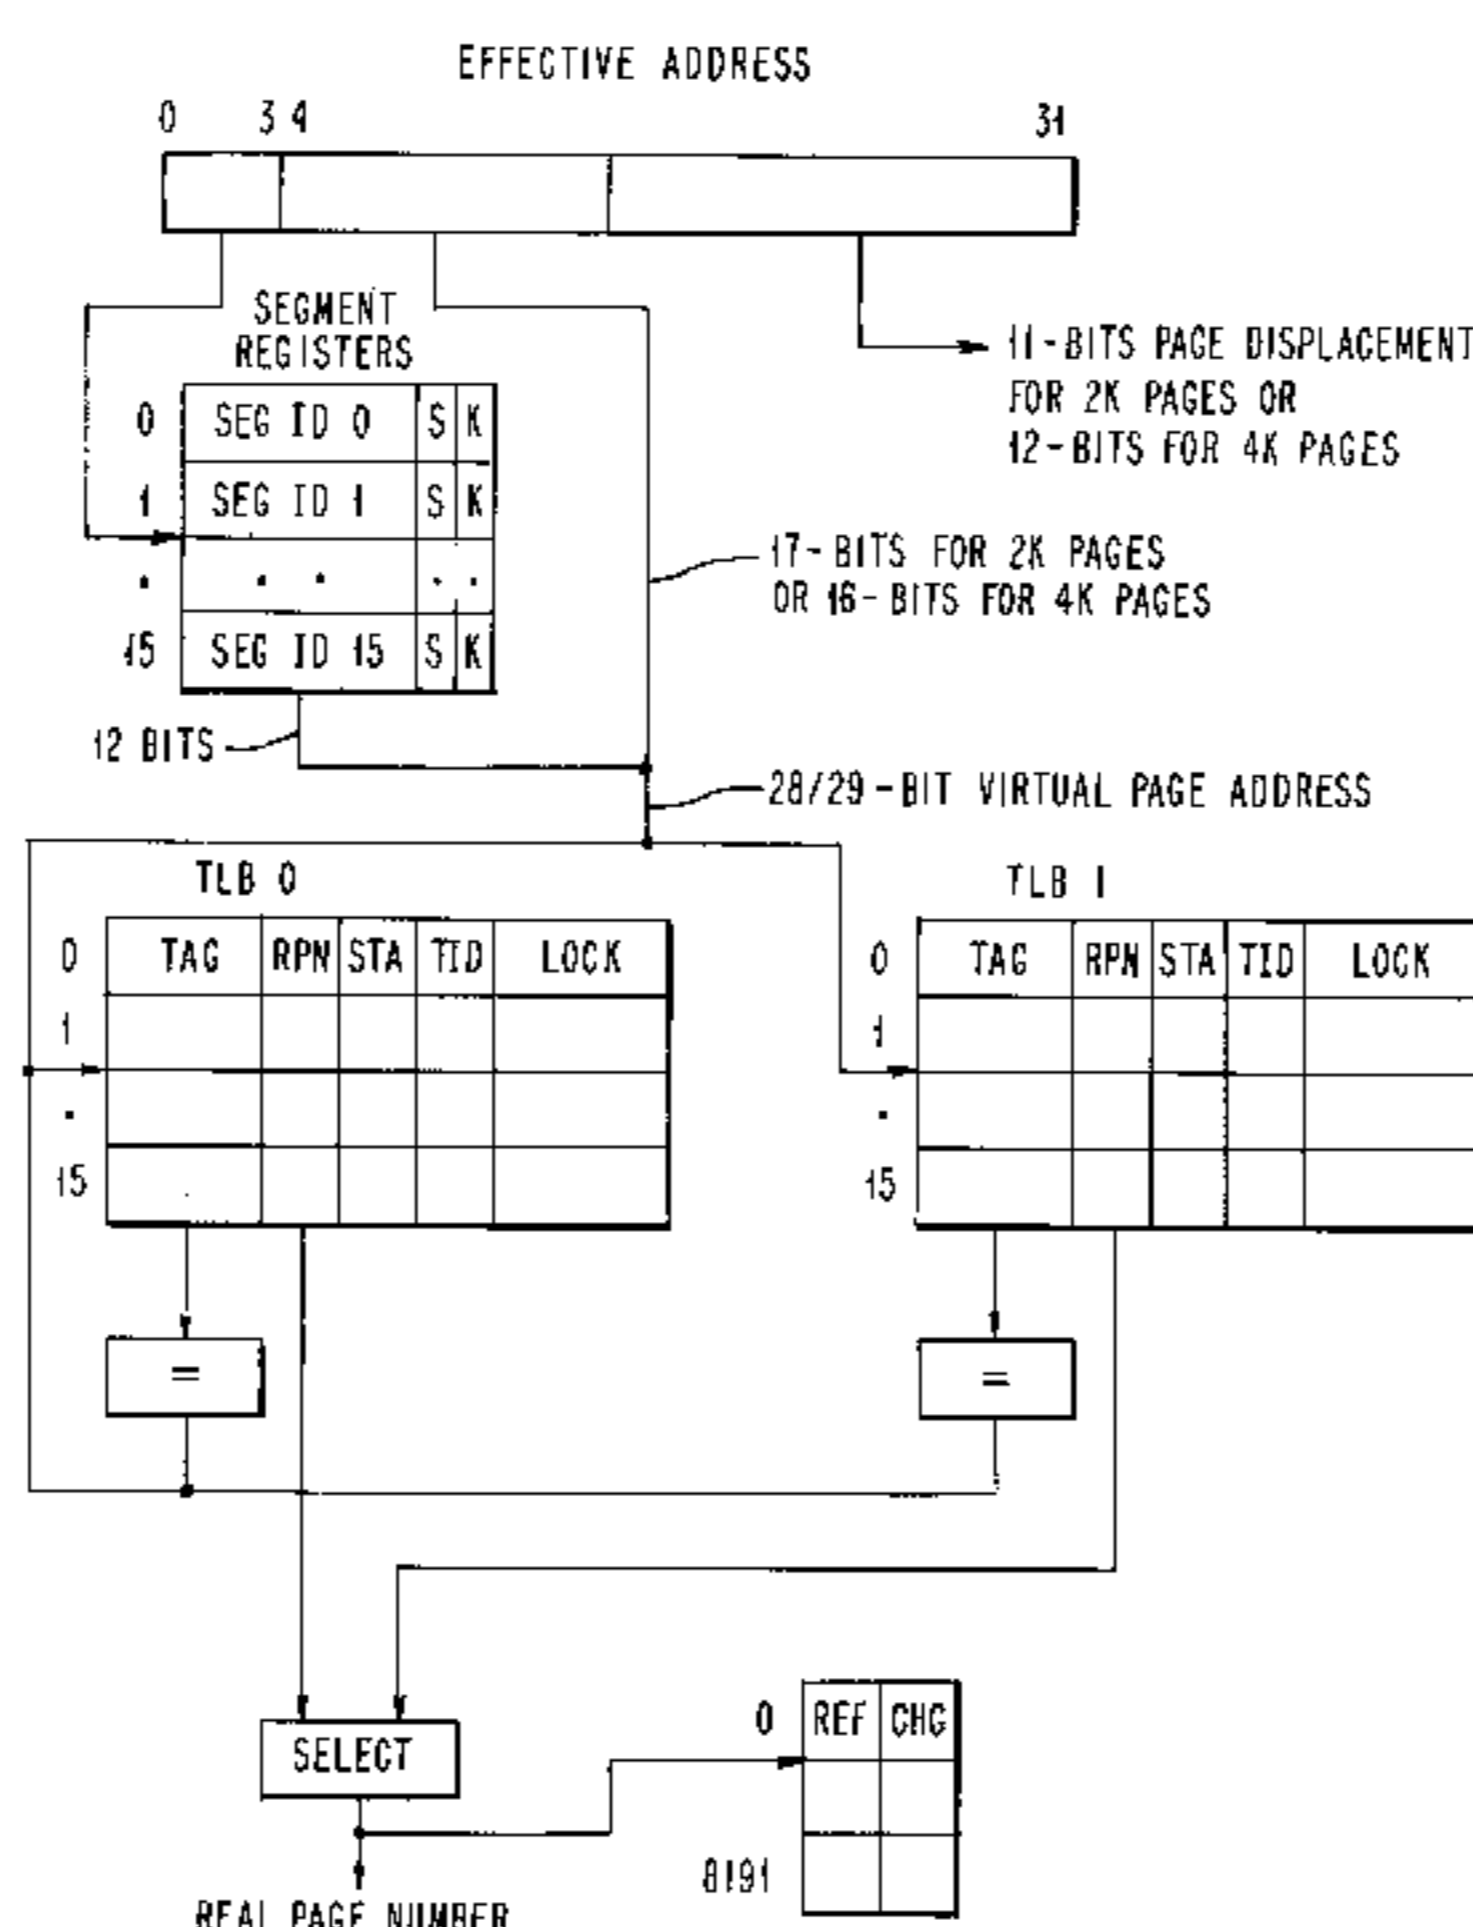 EFFECTIVE ADDRESS
0 3 4 31
SEGMENT
REGISTERS
11-BITS PAGE DISPLACEMENT
FOR 2K PAGES OR
12-BITS FOR 4K PAGES
0 SEG ID 0 S K
1 SEG ID 1 S K
. . . . .
15 SEG ID 15 S K
17-BITS FOR 2K PAGES
OR 16-BITS FOR 4K PAGES
12 BITS
28/29-BIT VIRTUAL PAGE ADDRESS
TLB 0
0 TAG RPN STA TID LOCK
1
.
15
=
TLB 1
0 TAG RPN STA TID LOCK
1
.
15
=
SELECT
0 REF CHG
8191
REAL PAGE NUMBER